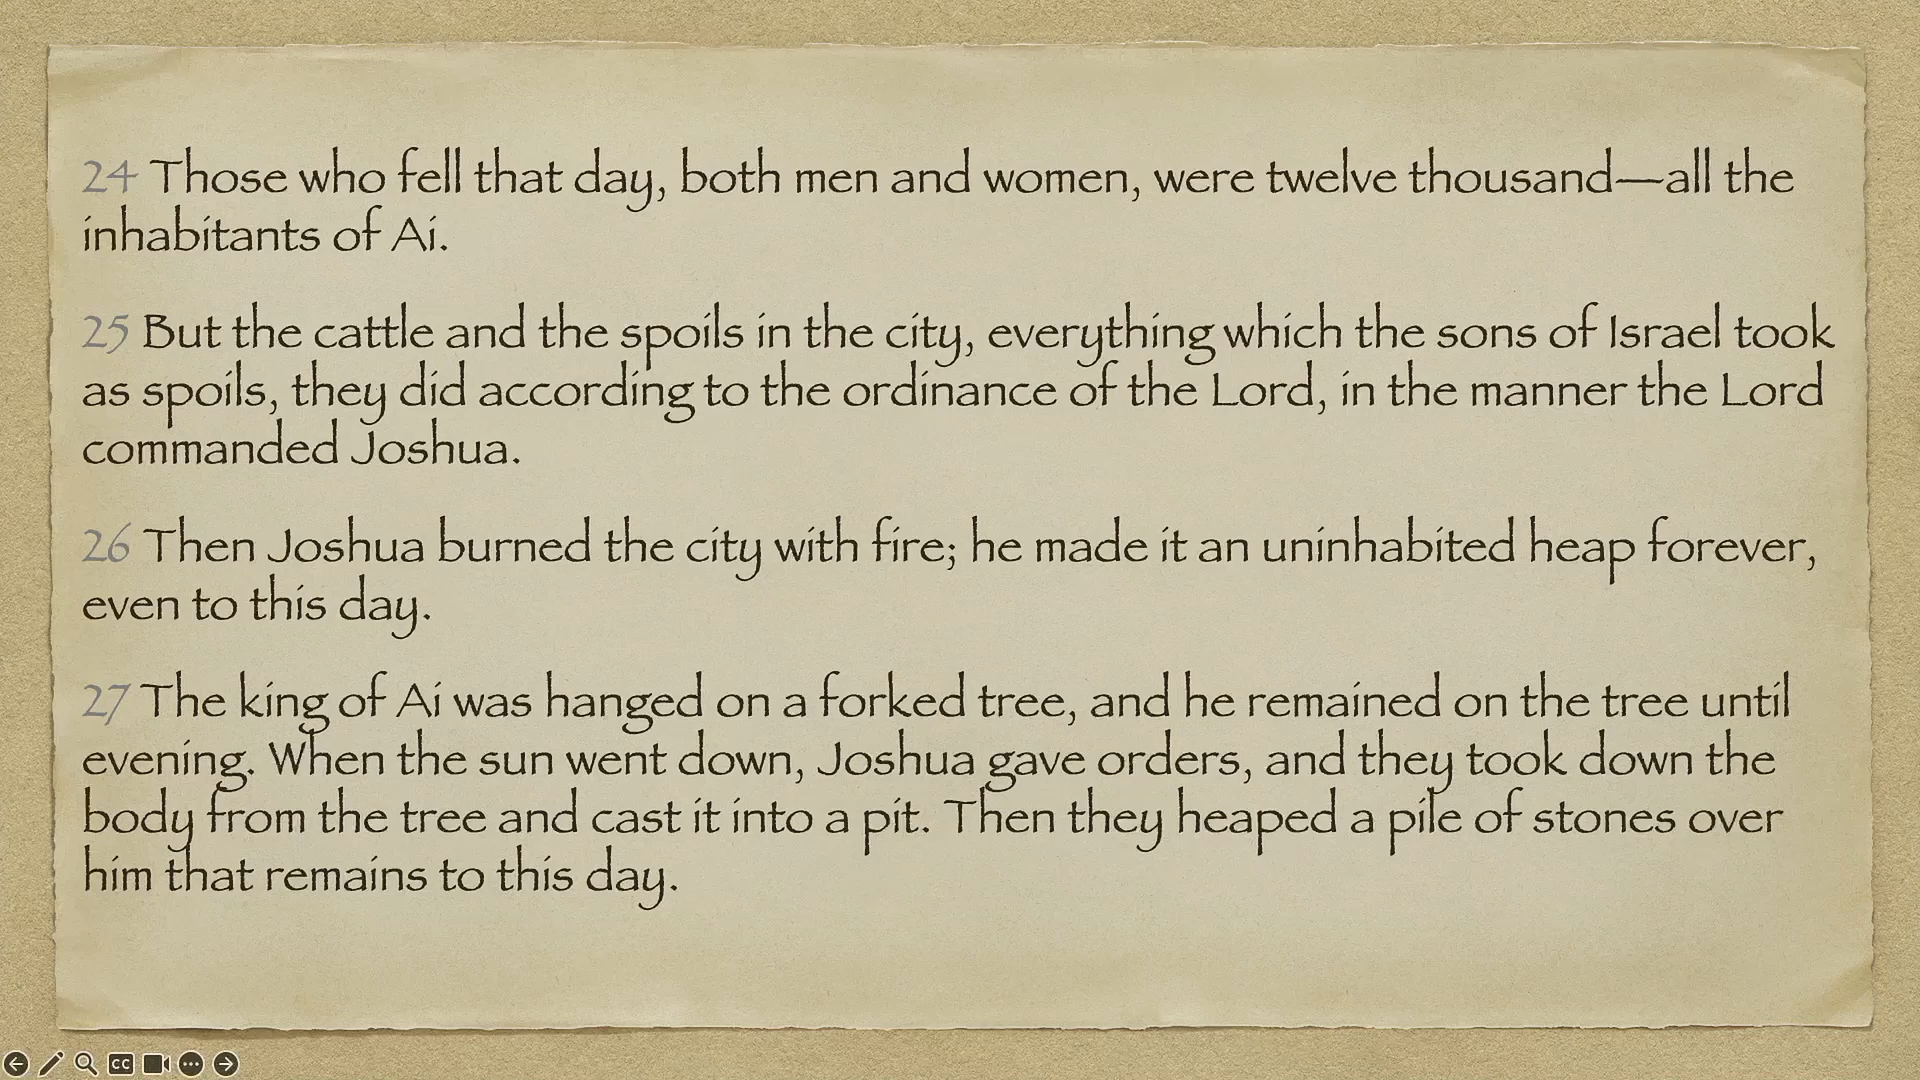 24 Those who fell that day, both men and women, were twelve thousand—all the
inhabitants of Ai.
25 But the cattle and the spoils in the city, everything which the sons of Israel took
as spoils, they did according to the ordinance of the Lord, in the manner the Lord
commanded Joshua.
26 Then Joshua burned the city with fire; he made it an uninhabited heap forever,
even to this day.
27 The king of Ai was hanged on a forked tree, and he remained on the tree until
evening. When the sun went down, Joshua gave orders, and they took down the
body from the tree and cast it into a pit. Then they heaped a pile of stones over
him that remains to this day.
CC